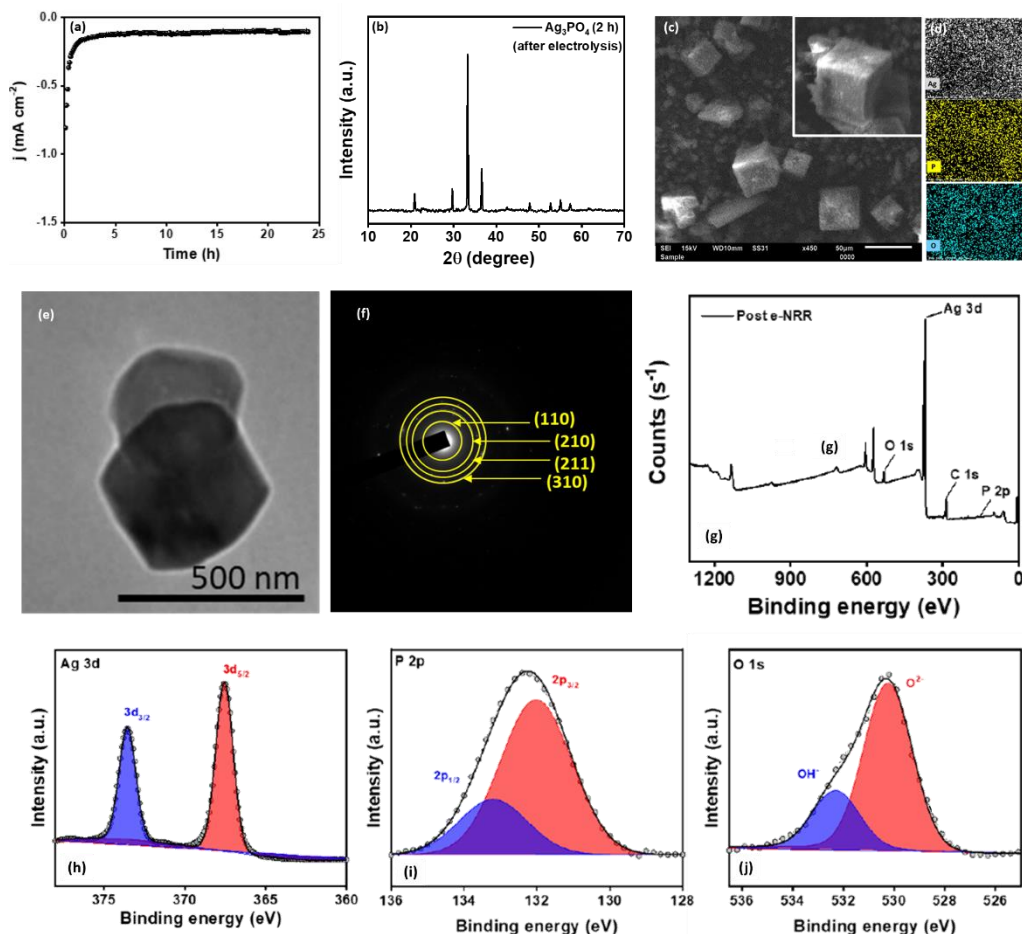 (a)
0.0
-0.5
-1.0
-1.5
j (mA cm⁻²)
0 5 10 15 20 25
Time (h)
(b)
Ag₃PO₄ (2 h)
(after electrolysis)
Intensity (a.u.)
10 20 30 40 50 60 70
2θ (degree)
(c)
SEI 15kV WD10mm SS31 x450 50µm
Sample 0000
(d)
Ag
P
O
(e)
500 nm
(f)
(110)
(210)
(211)
(310)
Post e-NRR
Ag 3d
(g)
O 1s
C 1s
P 2p
(g)
Counts (s⁻¹)
1200 900 600 300 0
Binding energy (eV)
Ag 3d
3d₃/₂
3d₅/₂
(h)
Intensity (a.u.)
375 370 365 360
Binding energy (eV)
P 2p
2p₃/₂
2p₁/₂
(i)
Intensity (a.u.)
136 134 132 130 128
Binding energy (eV)
O 1s
O²⁻
OH⁻
(j)
Intensity (a.u.)
536 534 532 530 528 526
Binding energy (eV)